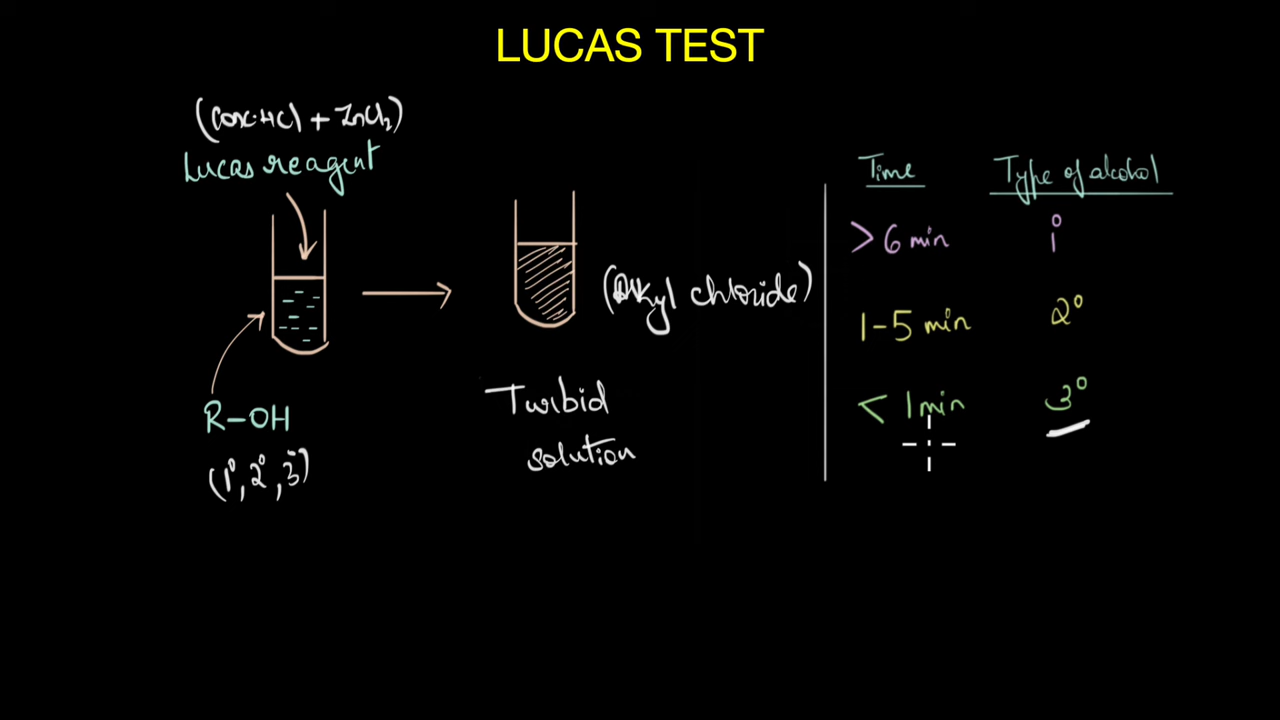 LUCAS TEST
(conc. HCl + ZnCl₂)
Lucas reagent
R-OH
(1°, 2°, 3°)
(Alkyl chloride)
Turbid
solution
Time Type of alcohol
> 6 min 1°
1-5 min 2°
< 1 min 3°